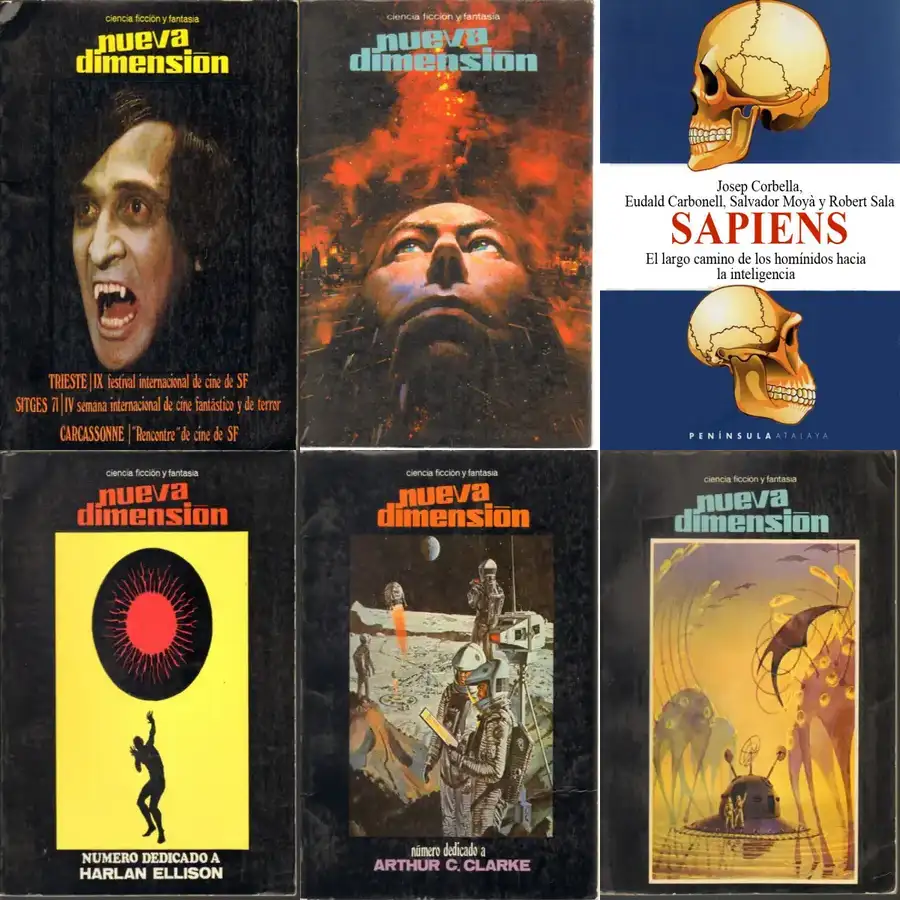 ciencia ficción y fantasia
nueva
dimensión
TRIESTE | IX festival internacional de cine de SF
SITGES 71 | IV semana internacional de cine fantástico y de terror
CARCASSONNE | "Rencontre" de cine de SF
ciencia ficción y fantasia
nueva
dimensión
Josep Corbella,
Eudald Carbonell, Salvador Moyà y Robert Sala
SAPIENS
El largo camino de los homínidos hacia
la inteligencia
PENÍNSULA ATALAYA
ciencia ficción y fantasia
nueva
dimensión
NUMERO DEDICADO A
HARLAN ELLISON
ciencia ficción y fantasia
nueva
dimensión
número dedicado a
ARTHUR C. CLARKE
ciencia ficción y fantasia
nueva
dimensión